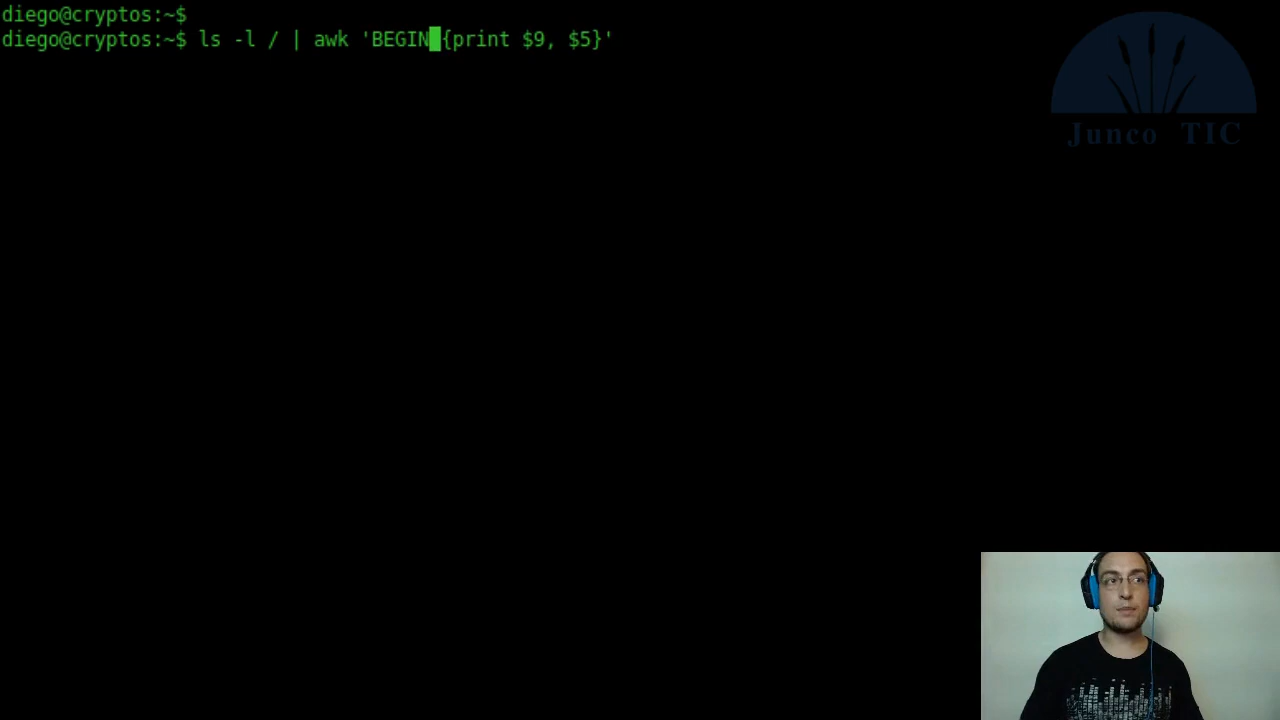 diego@cryptos:~$
diego@cryptos:~$ ls -l / | awk 'BEGIN {print $9, $5}'
Junco TIC